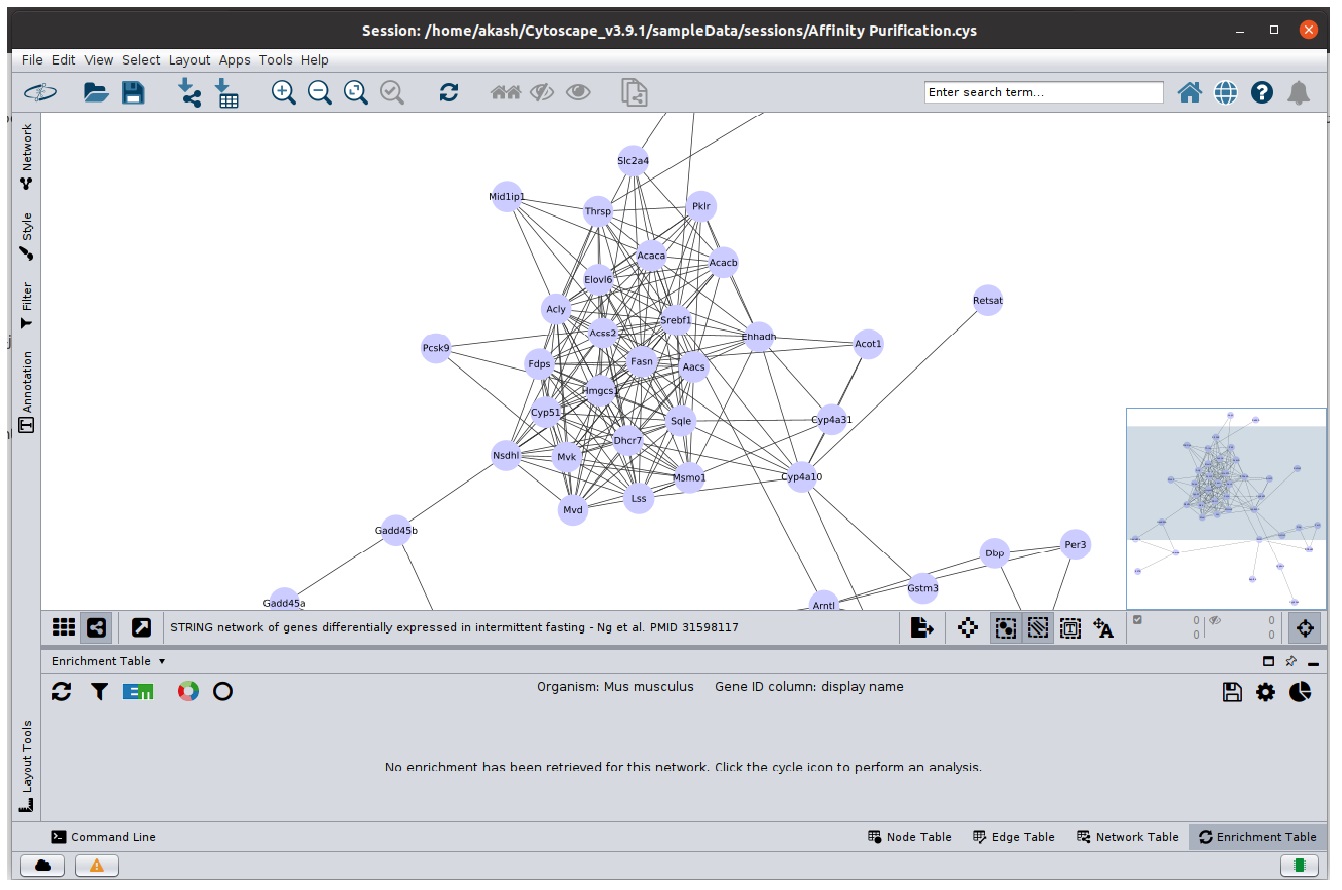 Session: /home/akash/Cytoscape_v3.9.1/sampleData/sessions/Affinity Purification.cys
File Edit View Select Layout Apps Tools Help
Enter search term...
Network
Style
Filter
Annotation
Layout Tools
Slc2a4
Mid1ip1
Thrsp
Pklr
Acaca
Acacb
Elovl6
Retsat
Acly
Srebf1
Acss2
Ehhadh
Acot1
Pcsk9
Fdps
Fasn
Aacs
Hmgcs1
Cyp51
Sqle
Cyp4a31
Dhcr7
Nsdhl
Mvk
Msmo1
Cyp4a10
Lss
Mvd
Gadd45b
Per3
Dbp
Gstm3
Gadd45a
Arntl
STRING network of genes differentially expressed in intermittent fasting - Ng et al. PMID 31598117
0 0
0 0
Enrichment Table
Em
Organism: Mus musculus Gene ID column: display name
No enrichment has been retrieved for this network. Click the cycle icon to perform an analysis.
Command Line
Node Table Edge Table Network Table Enrichment Table